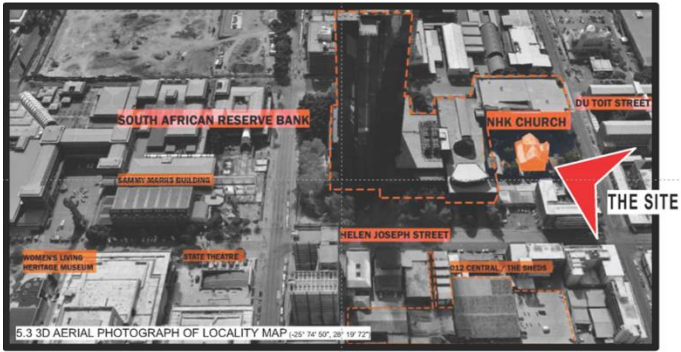 SOUTH AFRICAN RESERVE BANK
NHK CHURCH
DU TOIT STREET
SAMMY MARKS BUILDING
THE SITE
HELEN JOSEPH STREET
WOMEN'S LIVING
HERITAGE MUSEUM
STATE THEATRE
012 CENTRAL / THE SHEDS
5.3 3D AERIAL PHOTOGRAPH OF LOCALITY MAP (-25° 74' 50", 28° 19' 72")